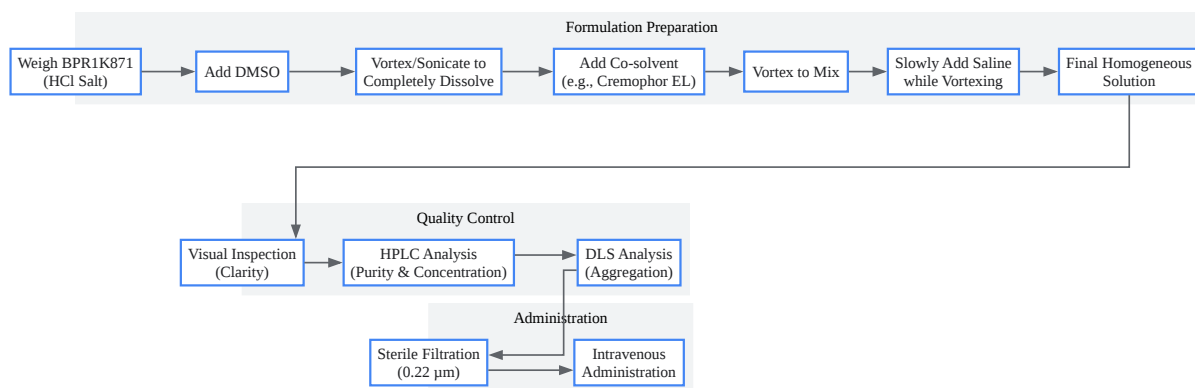 Formulation Preparation
Weigh BPR1K871
(HCl Salt)
Add DMSO
Vortex/Sonicate to
Completely Dissolve
Add Co-solvent
(e.g., Cremophor EL)
Vortex to Mix
Slowly Add Saline
while Vortexing
Final Homogeneous
Solution
Quality Control
Visual Inspection
(Clarity)
HPLC Analysis
(Purity & Concentration)
DLS Analysis
(Aggregation)
Administration
Sterile Filtration
(0.22 µm)
Intravenous
Administration